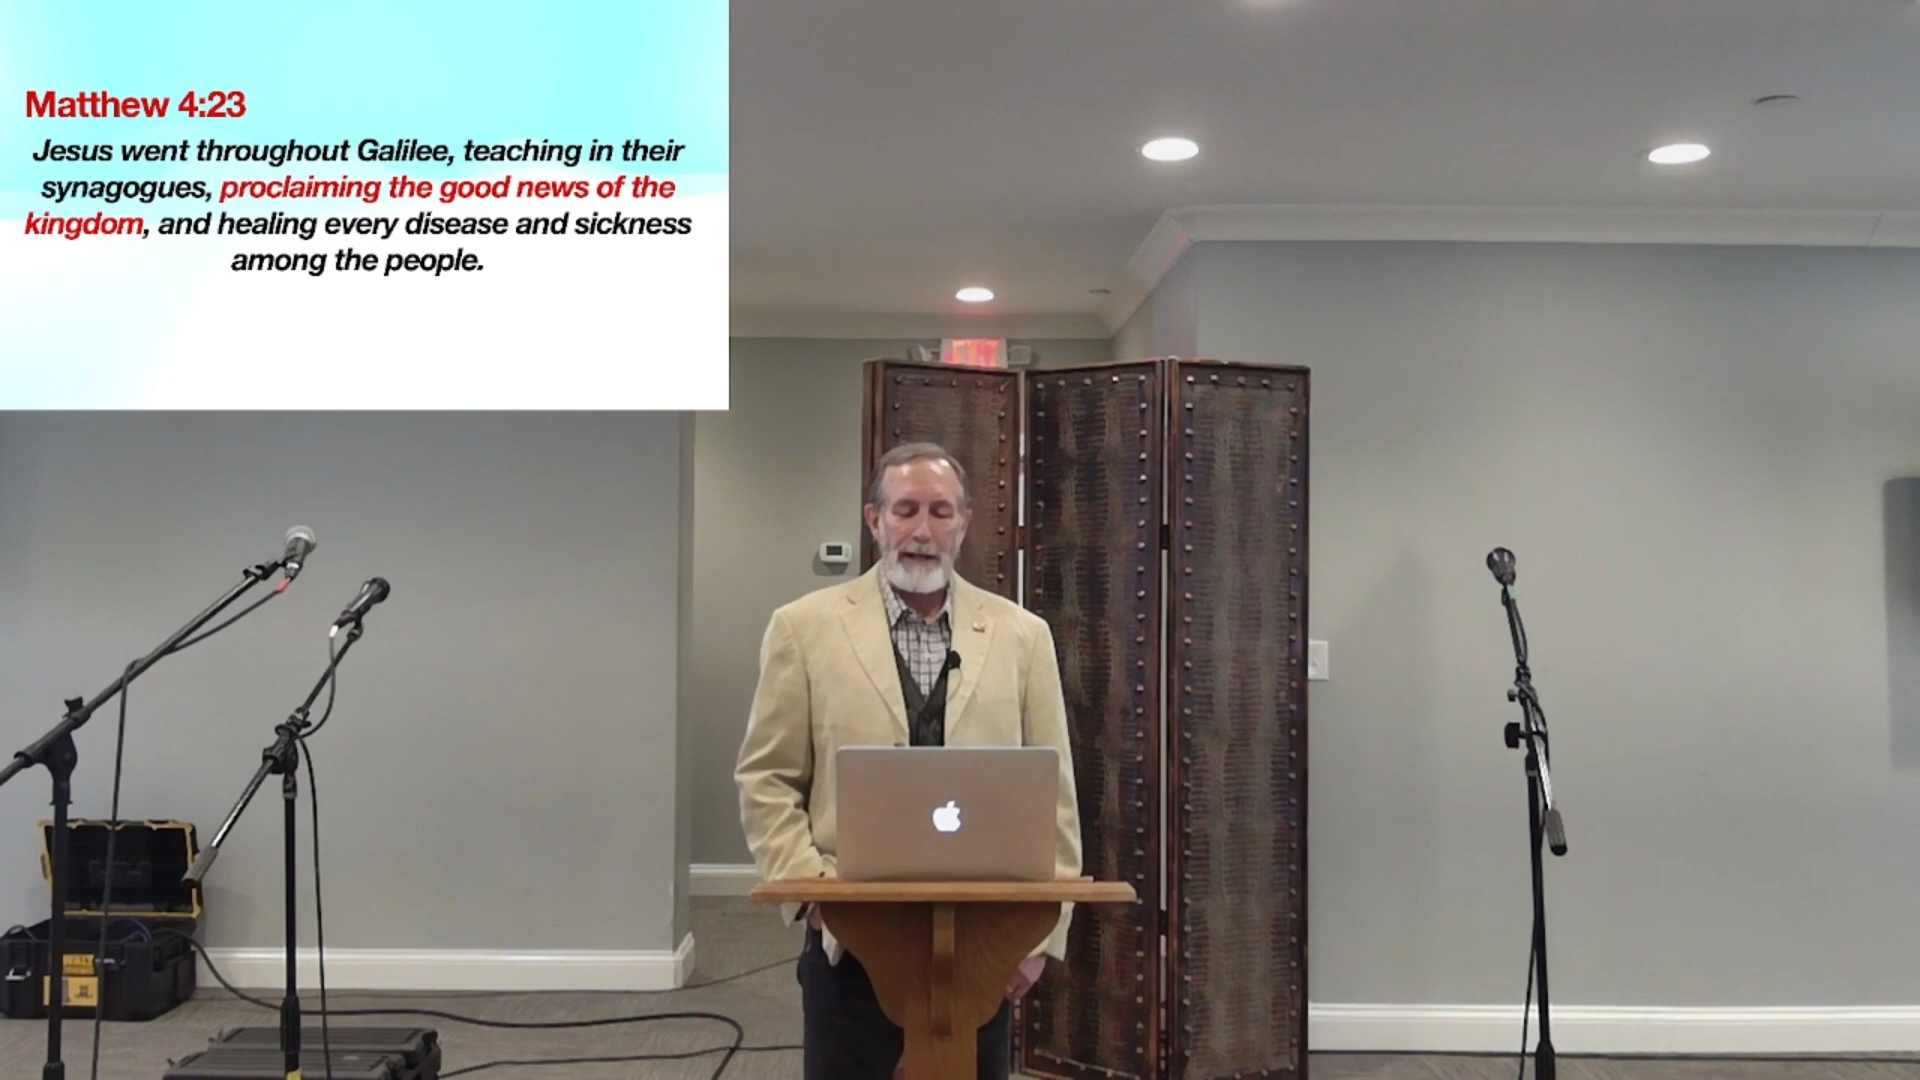 Matthew 4:23
Jesus went throughout Galilee, teaching in their
synagogues, proclaiming the good news of the
kingdom, and healing every disease and sickness
among the people.